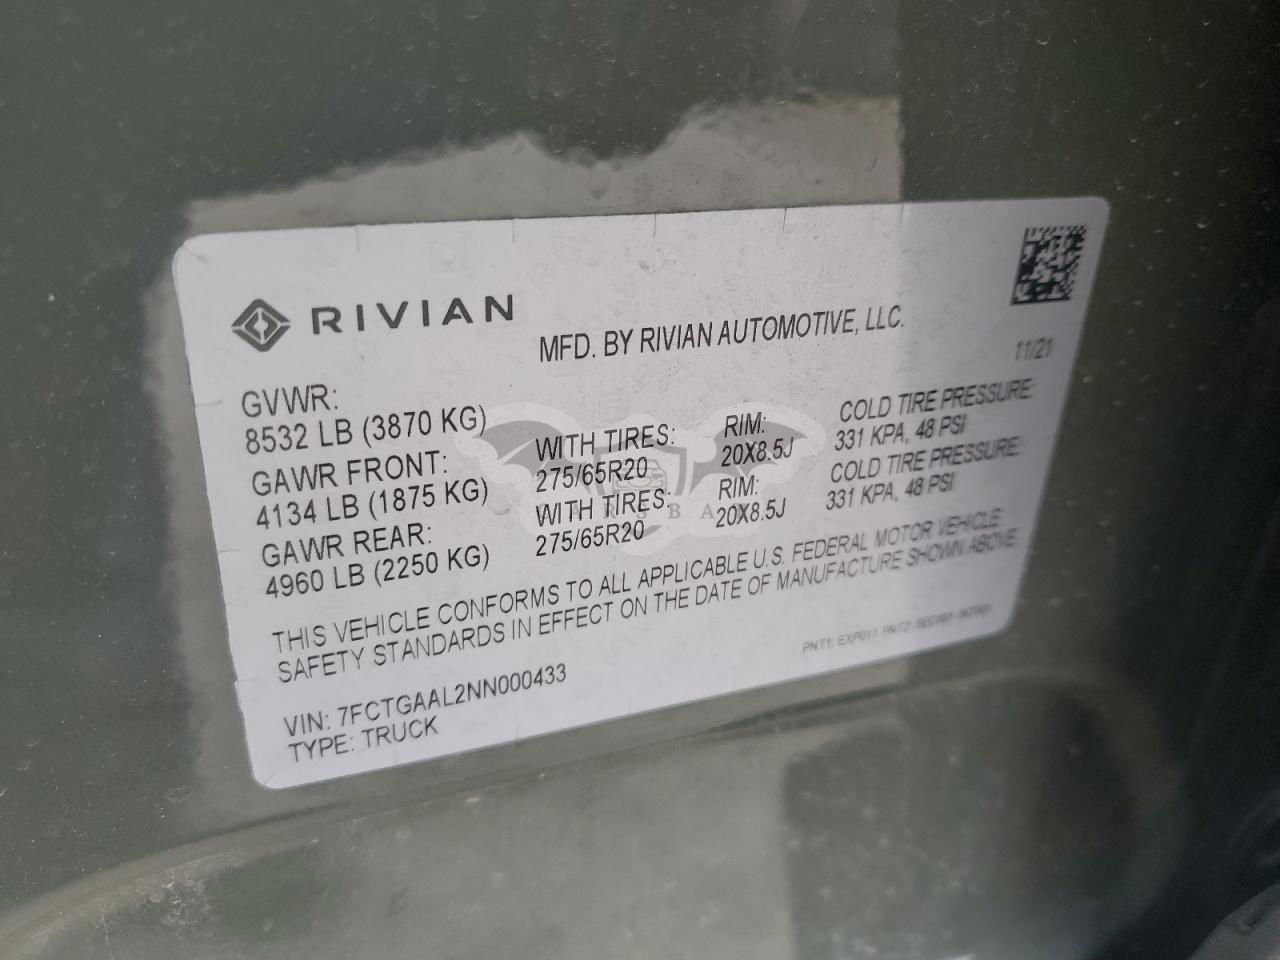 RIVIAN
MFD. BY RIVIAN AUTOMOTIVE, LLC.
11/21
GVWR:
8532 LB (3870 KG)
GAWR FRONT:
4134 LB (1875 KG)
WITH TIRES:
275/65R20
RIM:
20X8.5J
COLD TIRE PRESSURE:
331 KPA, 48 PSI
GAWR REAR:
4960 LB (2250 KG)
WITH TIRES:
275/65R20
RIM:
20X8.5J
COLD TIRE PRESSURE:
331 KPA, 48 PSI
RSBA
THIS VEHICLE CONFORMS TO ALL APPLICABLE U.S. FEDERAL MOTOR VEHICLE
SAFETY STANDARDS IN EFFECT ON THE DATE OF MANUFACTURE SHOWN ABOVE
VIN: 7FCTGAAL2NN000433
TYPE: TRUCK
PNT1: EXP011 PNT2: